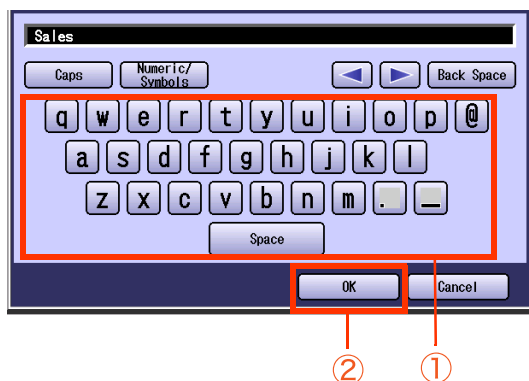 Sales
Caps Numeric/ Back Space
Symbols
q w e r t y u i o p @
a s d f g h j k l
z x c v b n m . _
Space
OK Cancel
② ①